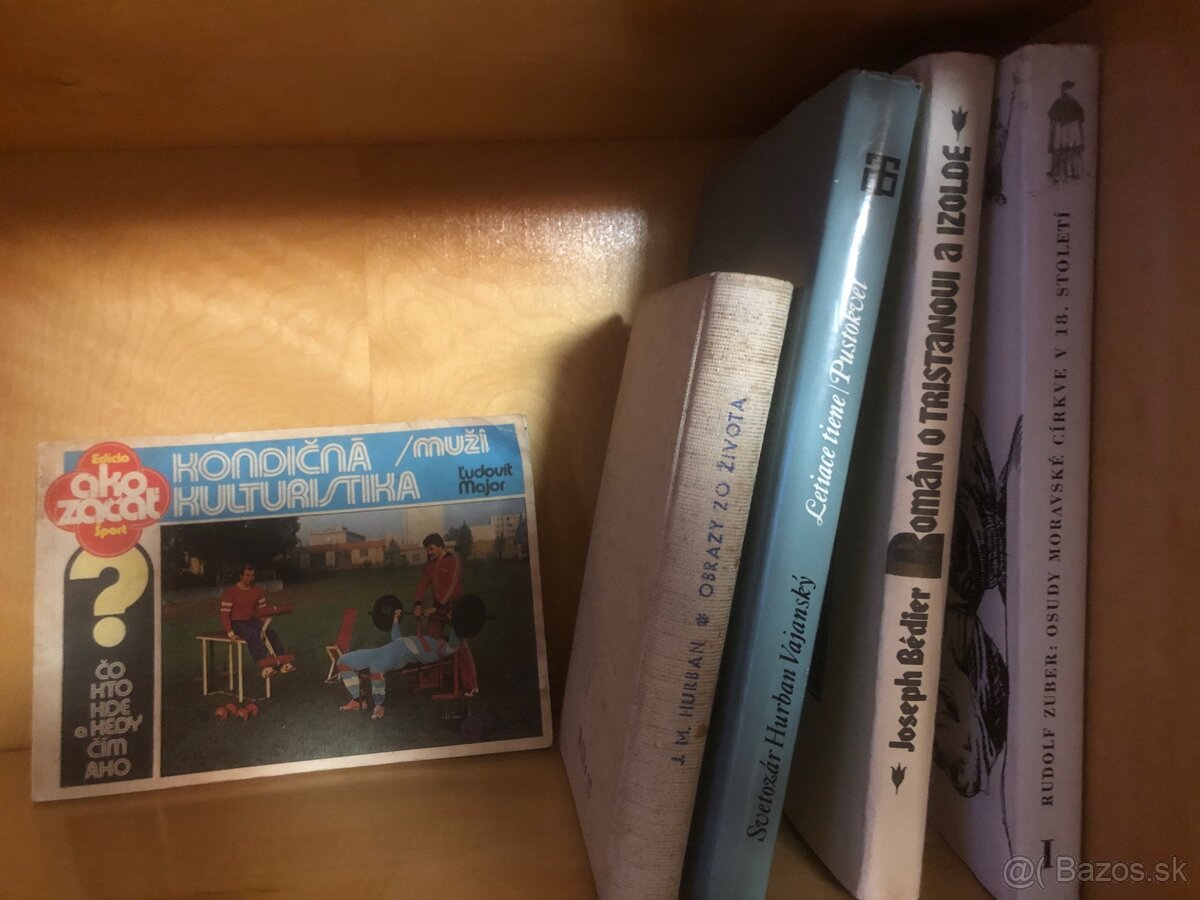 Edícia
ako
začať
Šport
?
ČO
KTO
KDE
a KEDY
ČÍM
AKO
KONDIČNÁ /MUŽI
KULTURISTIKA
Ľudovít
Major
J. M. HURBAN * OBRAZY ZO ŽIVOTA
Svetozár Hurban Vajanský Letiace tiene / Pustokvet
Joseph Bédier Román o TRISTANOVI a IZOLDE
RUDOLF ZUBER: OSUDY MORAVSKÉ CÍRKVE V 18. STOLETÍ
I
@( Bazos.sk